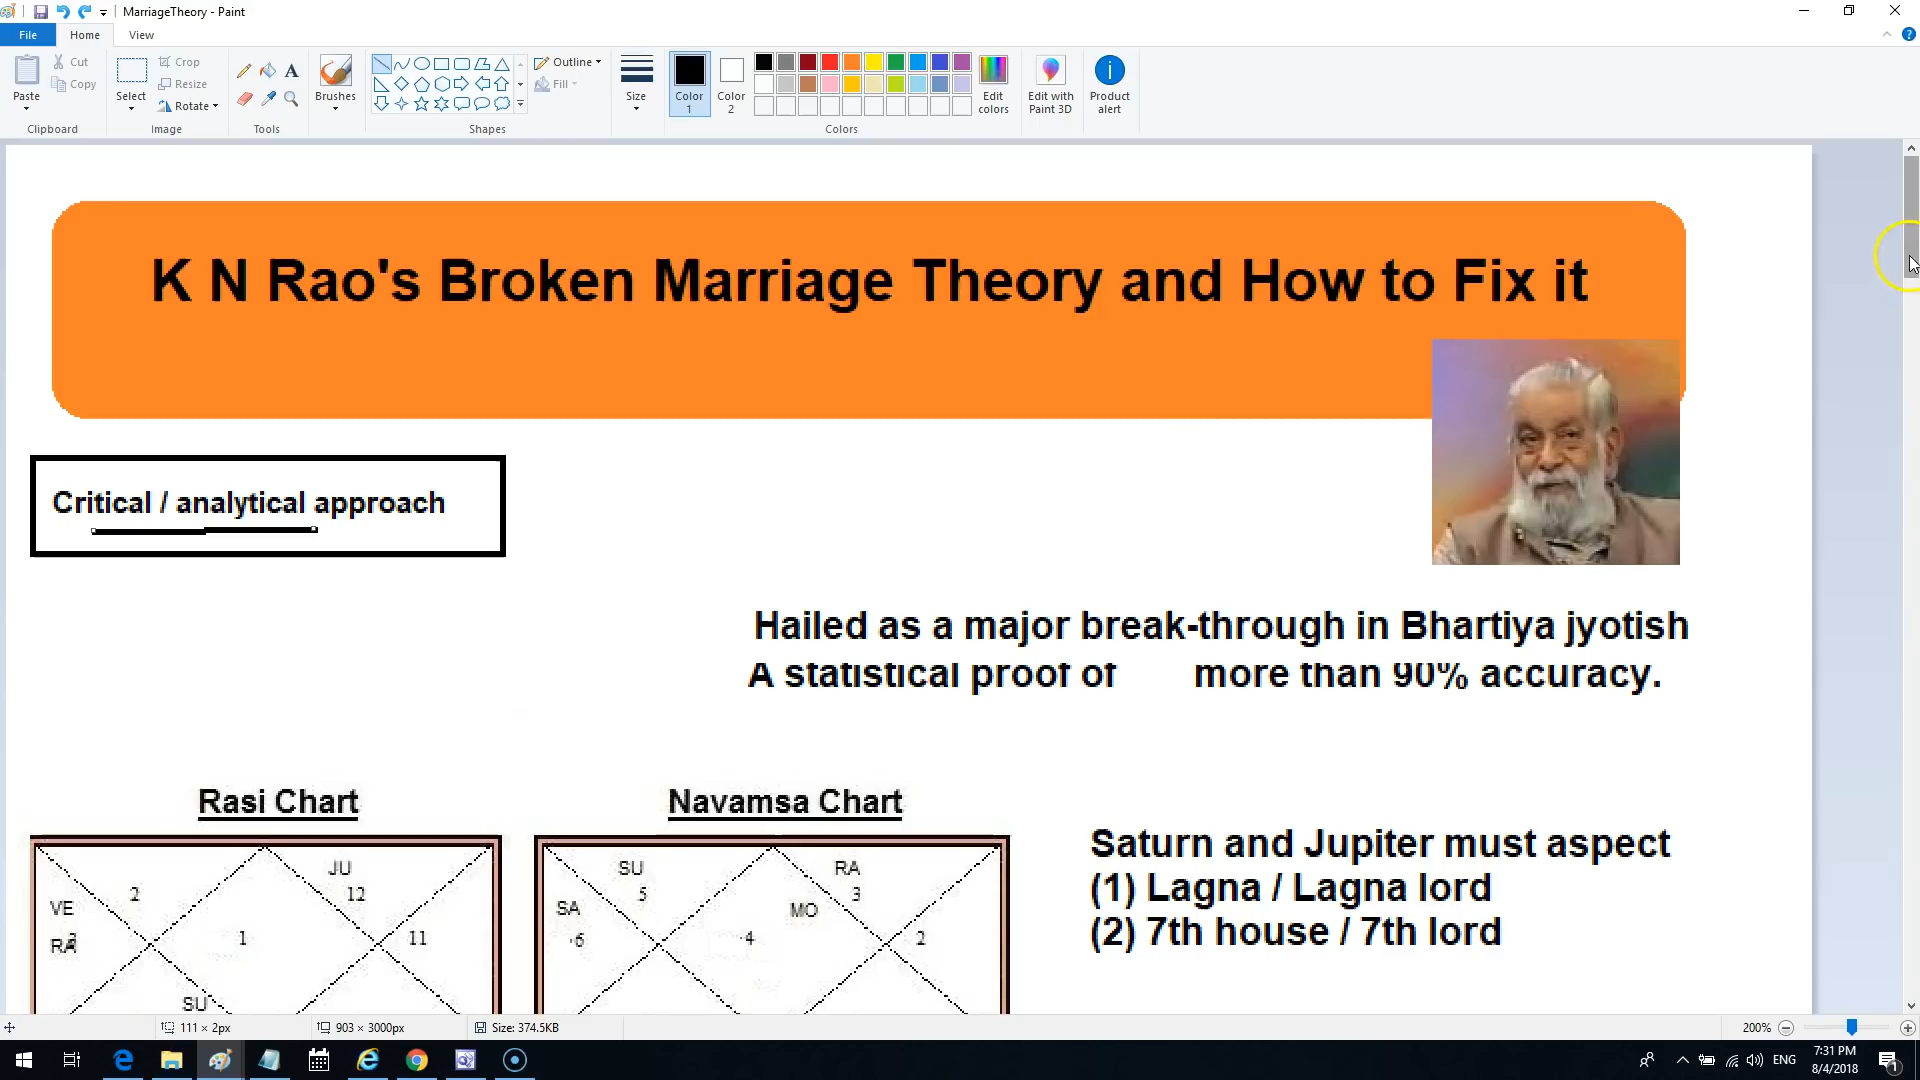 MarriageTheory - Paint
File
Home
View
Paste
Cut
Copy
Clipboard
Select
Crop
Resize
Rotate
Image
A
Tools
Brushes
Outline
Fill
Shapes
Size
Color 1
Color 2
Edit colors
Colors
Edit with Paint 3D
Product alert
K N Rao's Broken Marriage Theory and How to Fix it
Critical / analytical approach
Hailed as a major break-through in Bhartiya jyotish
A statistical proof of more than 90% accuracy.
Rasi Chart
Navamsa Chart
JU
2
12
VE
RA
1
11
SU
SU
RA
5
3
SA
MO
6
4
2
Saturn and Jupiter must aspect
(1) Lagna / Lagna lord
(2) 7th house / 7th lord
111 × 2px
903 × 3000px
Size: 374.5KB
200%
ENG
7:31 PM
8/4/2018
1